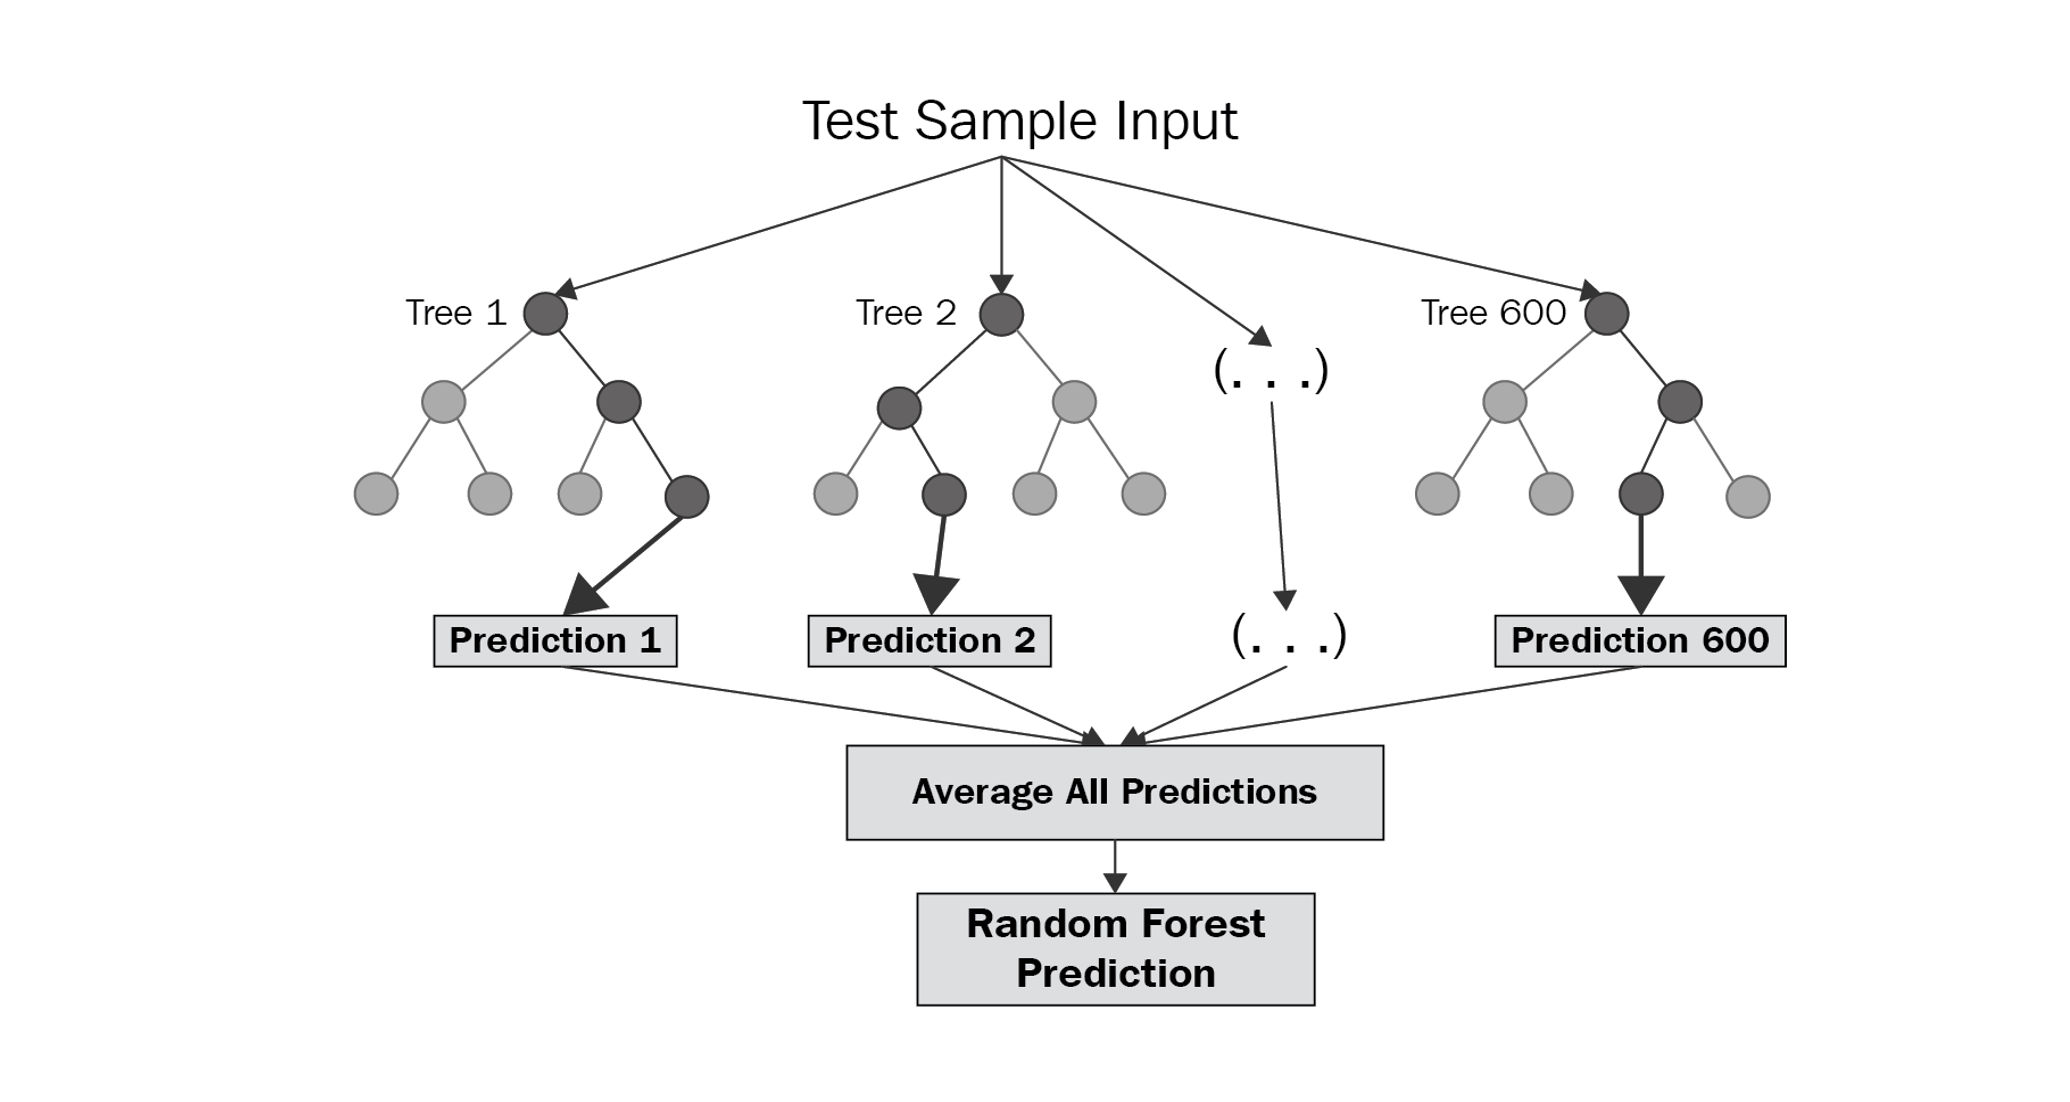 Test Sample Input
Tree 1
Tree 2
(. . .)
Tree 600
Prediction 1
Prediction 2
(. . .)
Prediction 600
Average All Predictions
Random Forest
Prediction